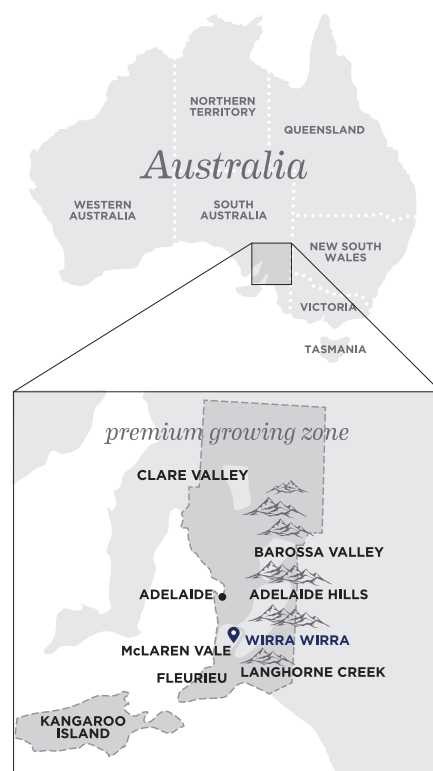 NORTHERN
TERRITORY
QUEENSLAND
Australia
WESTERN
AUSTRALIA
SOUTH
AUSTRALIA
NEW SOUTH
WALES
VICTORIA
TASMANIA
premium growing zone
CLARE VALLEY
BAROSSA VALLEY
ADELAIDE
ADELAIDE HILLS
WIRRA WIRRA
McLAREN VALE
LANGHORNE CREEK
FLEURIEU
KANGAROO
ISLAND